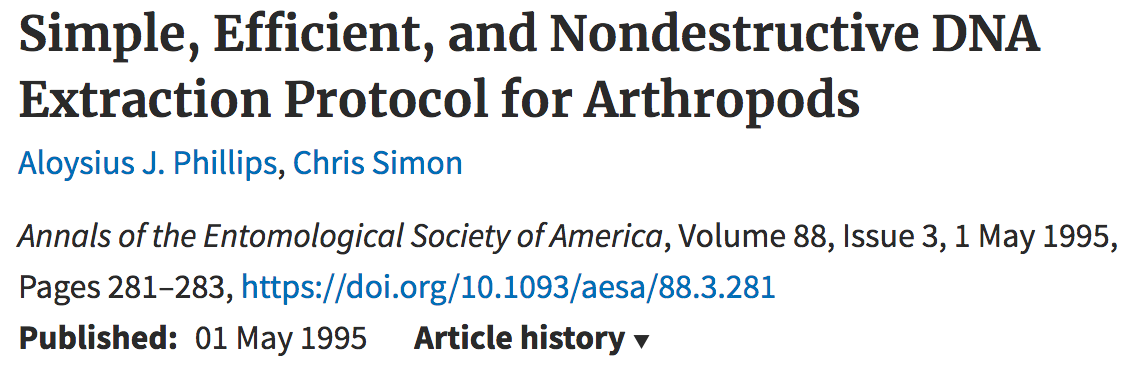 Simple, Efficient, and Nondestructive DNA
Extraction Protocol for Arthropods
Aloysius J. Phillips, Chris Simon
Annals of the Entomological Society of America, Volume 88, Issue 3, 1 May 1995,
Pages 281–283, https://doi.org/10.1093/aesa/88.3.281
Published: 01 May 1995 Article history ▾